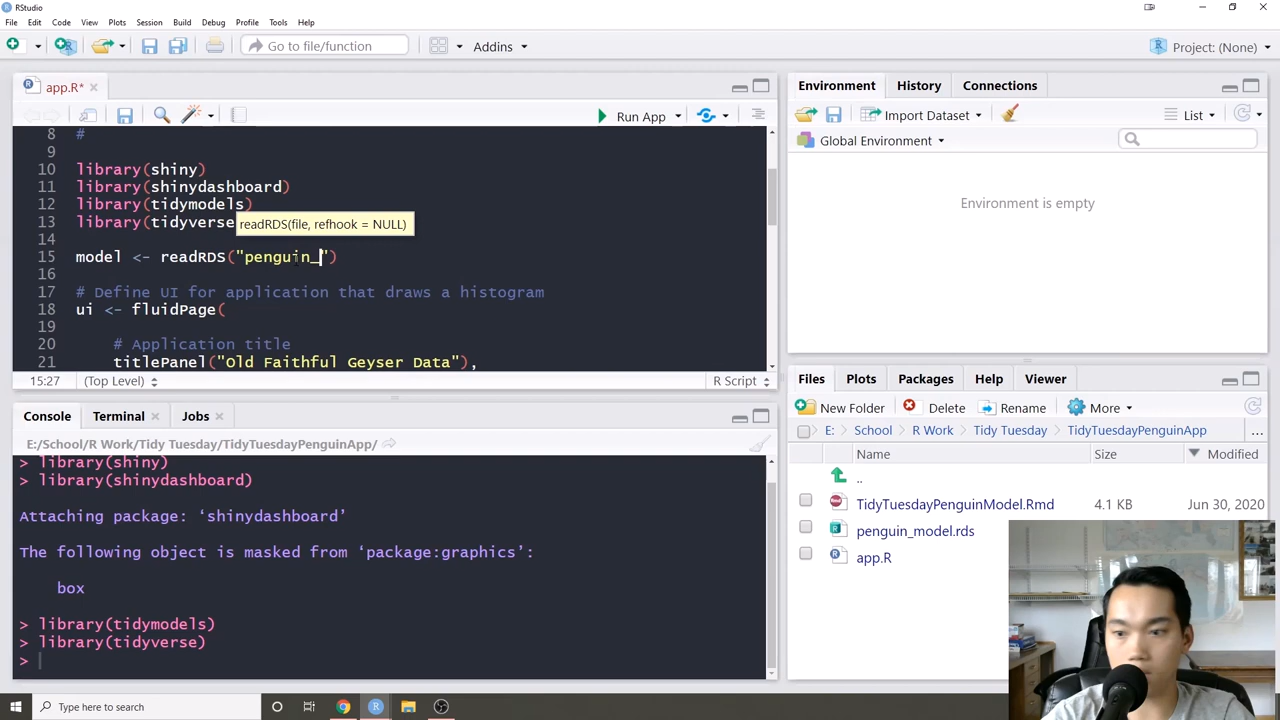 RStudio
File Edit Code View Plots Session Build Debug Profile Tools Help
Go to file/function
Addins
Project: (None)
app.R*
Run App
8 #
9
10 library(shiny)
11 library(shinydashboard)
12 library(tidymodels)
13 library(tidyverse
readRDS(file, refhook = NULL)
14
15 model <- readRDS("penguin_")
16
17 # Define UI for application that draws a histogram
18 ui <- fluidPage(
19
20 # Application title
21 titlePanel("Old Faithful Geyser Data"),
15:27 (Top Level) R Script
Console Terminal Jobs
E:/School/R Work/Tidy Tuesday/TidyTuesdayPenguinApp/
> library(shiny)
> library(shinydashboard)
Attaching package: ‘shinydashboard’
The following object is masked from ‘package:graphics’:
box
> library(tidymodels)
> library(tidyverse)
>
Environment History Connections
Import Dataset
List
Global Environment
Environment is empty
Files Plots Packages Help Viewer
New Folder Delete Rename More
E: School R Work Tidy Tuesday TidyTuesdayPenguinApp ...
Name Size Modified
..
TidyTuesdayPenguinModel.Rmd 4.1 KB Jun 30, 2020
penguin_model.rds
app.R
Type here to search